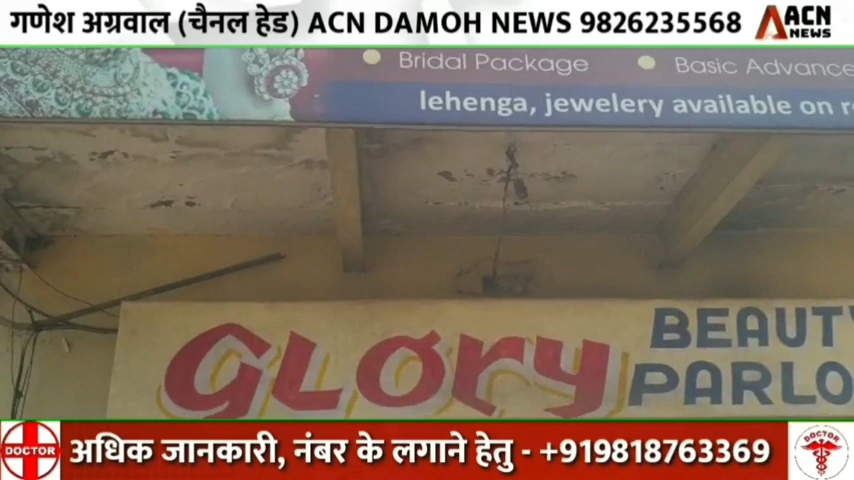 गणेश अग्रवाल (चैनल हेड) ACN DAMOH NEWS 9826235568
ACN
NEWS
Bridal Package
Basic Advance
lehenga, jewelery available on
GLORY
BEAUTY
PARLO
DOCTOR
अधिक जानकारी, नंबर के लगाने हेतु - +919818763369
DOCTOR